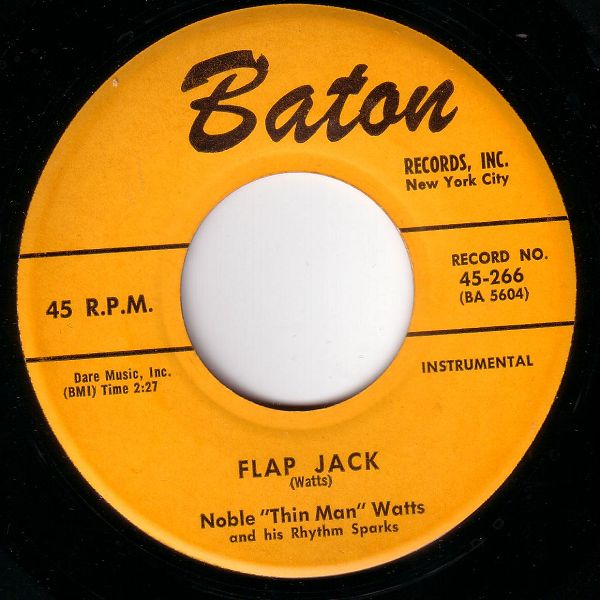 Baton
RECORDS, INC.
New York City
RECORD NO.
45-266
(BA 5604)
45 R.P.M.
INSTRUMENTAL
Dare Music, Inc.
(BMI) Time 2:27
FLAP JACK
(Watts)
Noble "Thin Man" Watts
and his Rhythm Sparks